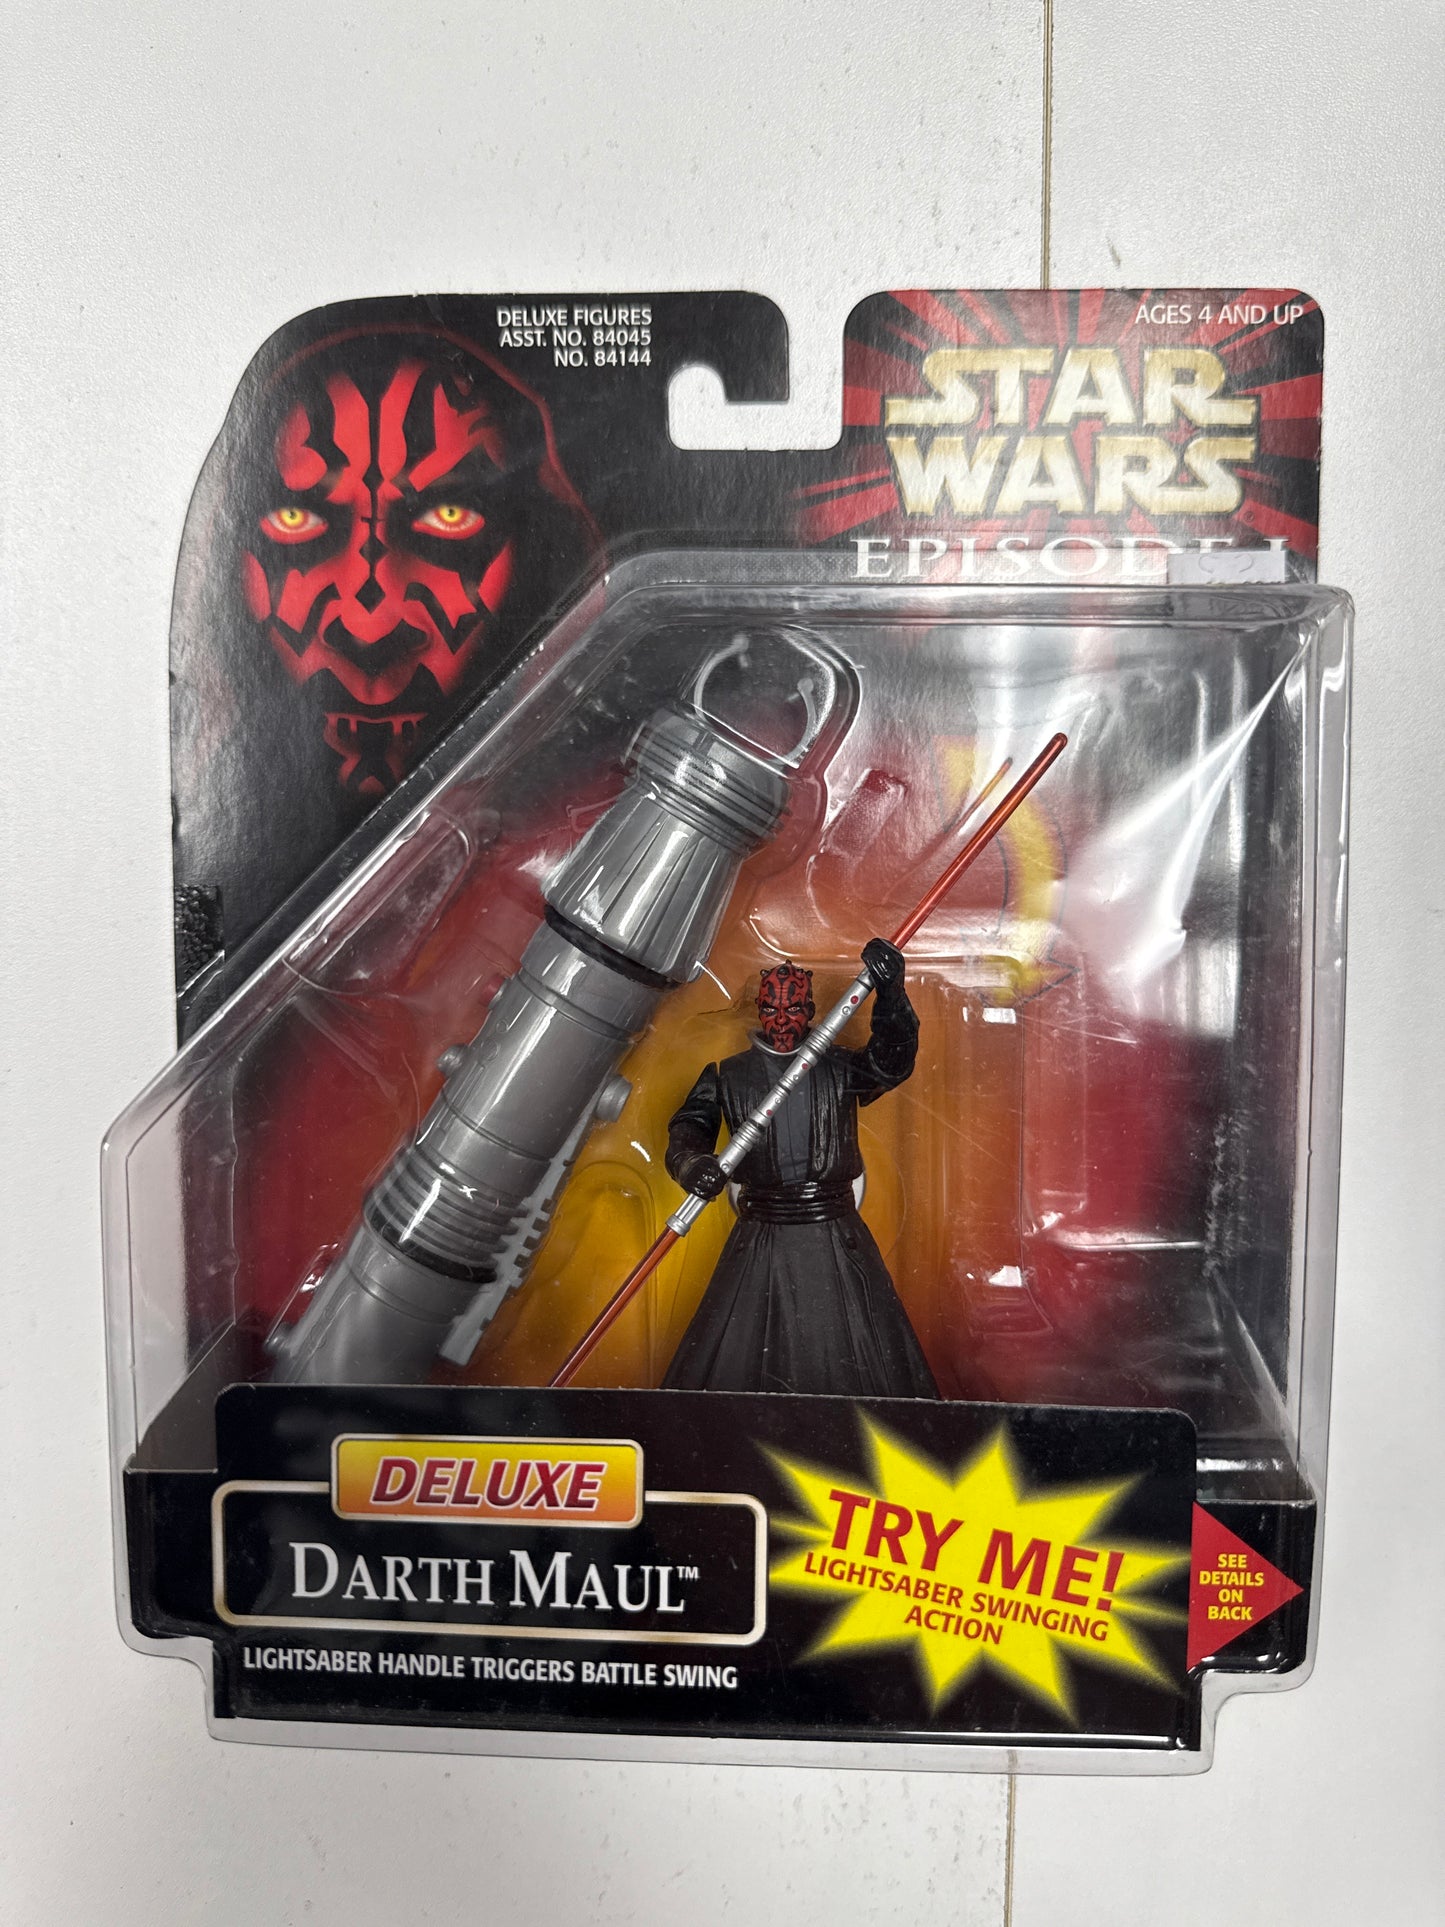 DELUXE FIGURES
ASST. NO. 84045
NO. 84144
AGES 4 AND UP
STAR
WARS
EPISODE I
DELUXE
DARTH MAUL™
LIGHTSABER HANDLE TRIGGERS BATTLE SWING
TRY ME!
LIGHTSABER SWINGING
ACTION
SEE
DETAILS
ON
BACK